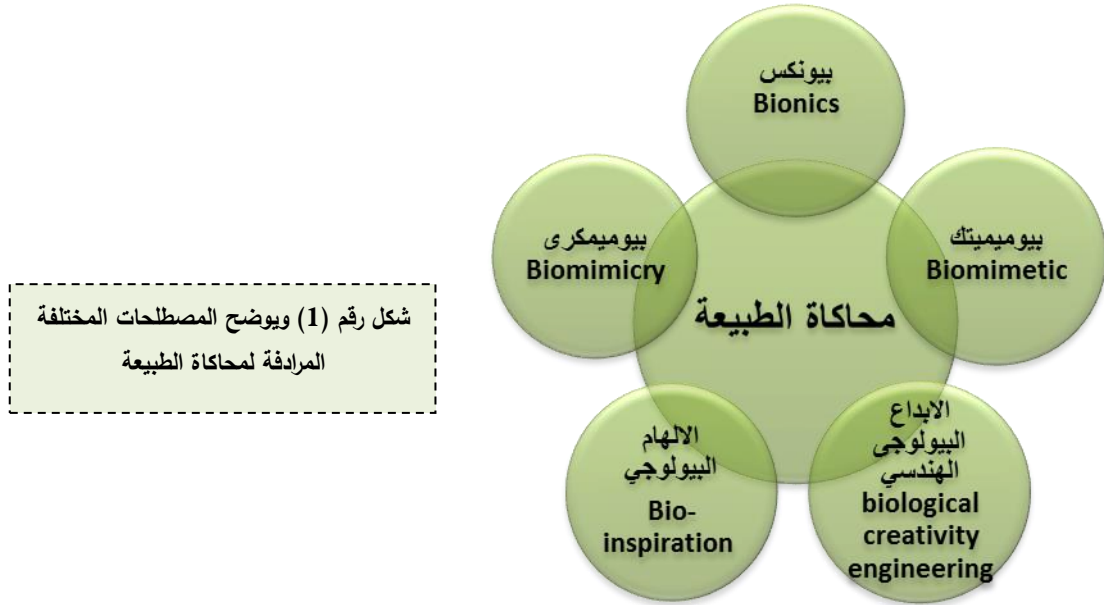 بيونكس
Bionics
بيوميمكرى
Biomimicry
بيوميميتك
Biomimetic
محاكاة الطبيعة
شكل رقم (1) ويوضح المصطلحات المختلفة
المرادفة لمحاكاة الطبيعة
الالهام
البيولوجي
Bio-
inspiration
الابداع
البيولوجى
الهندسي
biological
creativity
engineering